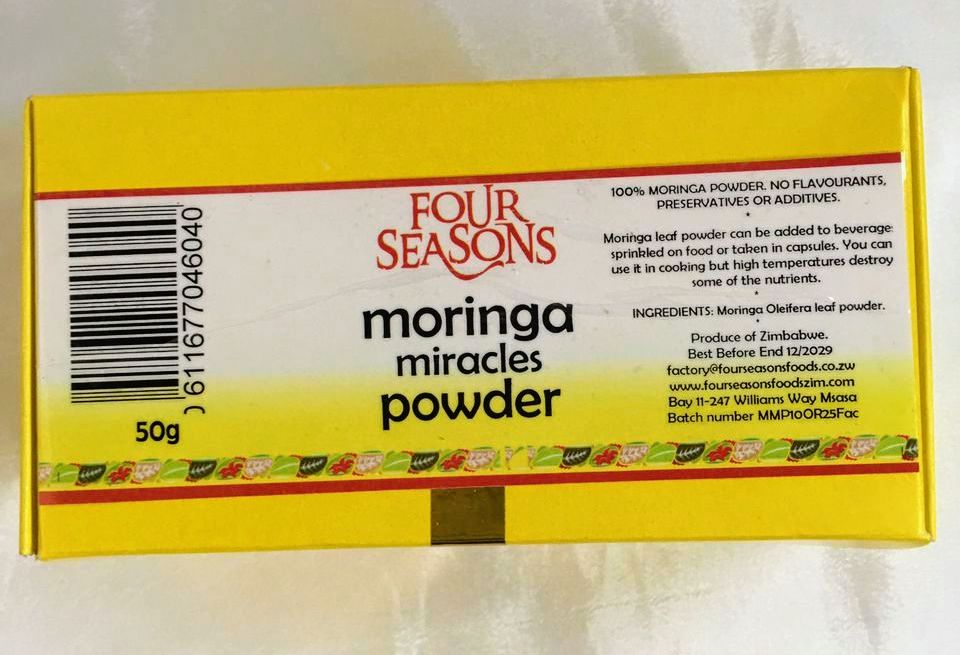 FOUR
SEASONS
moringa
miracles
powder
50g
0 611677 046040
100% MORINGA POWDER. NO FLAVOURANTS,
PRESERVATIVES OR ADDITIVES.
*
Moringa leaf powder can be added to beverage
sprinkled on food or taken in capsules. You can
use it in cooking but high temperatures destroy
some of the nutrients.
*
INGREDIENTS: Moringa Oleifera leaf powder.
*
Produce of Zimbabwe.
Best Before End 12/2029
factory@fourseasonsfoods.co.zw
www.fourseasonsfoodszim.com
Bay 11-247 Williams Way Msasa
Batch number MMP10OR25Fac